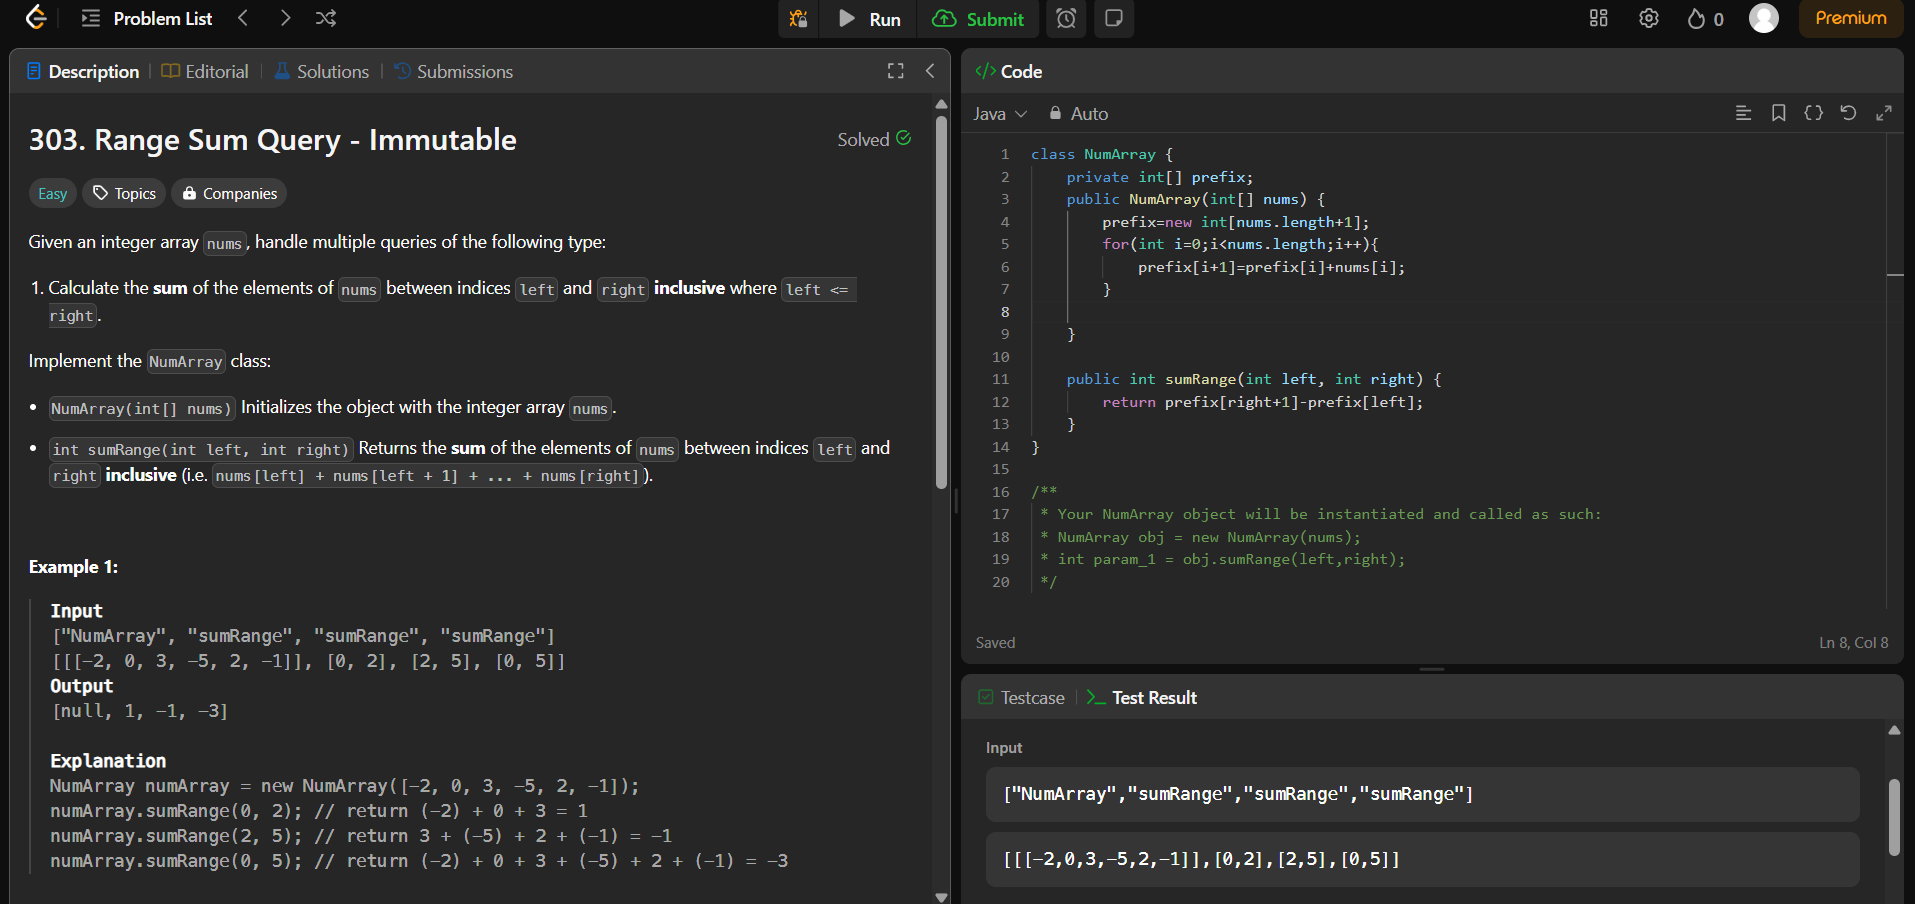 Problem List
Run
Submit
0
Premium
Description
Editorial
Solutions
Submissions
303. Range Sum Query - Immutable
Solved
Easy
Topics
Companies
Given an integer array nums, handle multiple queries of the following type:
1. Calculate the sum of the elements of nums between indices left and right inclusive where left <=
right.
Implement the NumArray class:
• NumArray(int[] nums) Initializes the object with the integer array nums.
• int sumRange(int left, int right) Returns the sum of the elements of nums between indices left and
right inclusive (i.e. nums[left] + nums[left + 1] + ... + nums[right]).
Example 1:
Input
["NumArray", "sumRange", "sumRange", "sumRange"]
[[[-2, 0, 3, -5, 2, -1]], [0, 2], [2, 5], [0, 5]]
Output
[null, 1, -1, -3]
Explanation
NumArray numArray = new NumArray([-2, 0, 3, -5, 2, -1]);
numArray.sumRange(0, 2); // return (-2) + 0 + 3 = 1
numArray.sumRange(2, 5); // return 3 + (-5) + 2 + (-1) = -1
numArray.sumRange(0, 5); // return (-2) + 0 + 3 + (-5) + 2 + (-1) = -3
</> Code
Java
Auto
1 class NumArray {
2     private int[] prefix;
3     public NumArray(int[] nums) {
4         prefix=new int[nums.length+1];
5         for(int i=0;i<nums.length;i++){
6             prefix[i+1]=prefix[i]+nums[i];
7         }
8
9     }
10
11     public int sumRange(int left, int right) {
12         return prefix[right+1]-prefix[left];
13     }
14 }
15
16 /**
17  * Your NumArray object will be instantiated and called as such:
18  * NumArray obj = new NumArray(nums);
19  * int param_1 = obj.sumRange(left,right);
20  */
Saved
Ln 8, Col 8
Testcase
Test Result
Input
["NumArray","sumRange","sumRange","sumRange"]
[[[-2,0,3,-5,2,-1]],[0,2],[2,5],[0,5]]